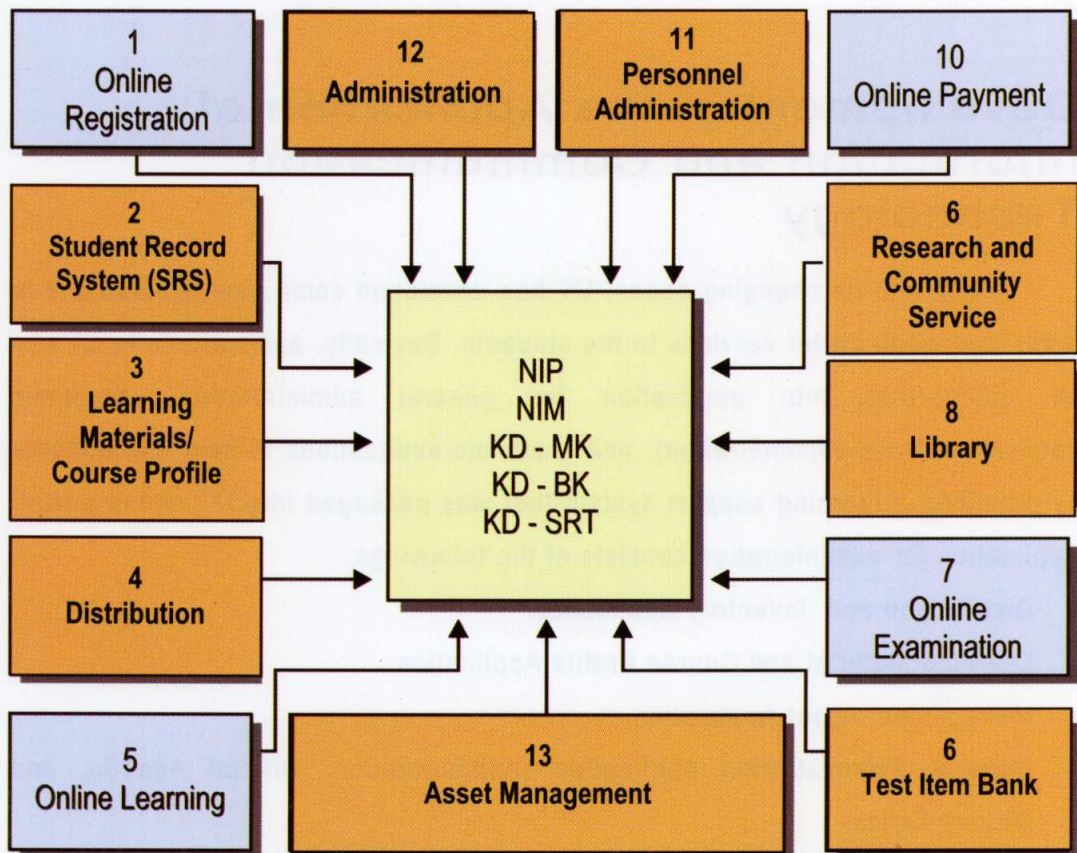 1
Online
Registration
12
Administration
11
Personnel
Administration
10
Online Payment
2
Student Record
System (SRS)
6
Research and
Community
Service
3
Learning
Materials/
Course Profile
NIP
NIM
KD - MK
KD - BK
KD - SRT
8
Library
4
Distribution
7
Online
Examination
5
Online Learning
13
Asset Management
6
Test Item Bank